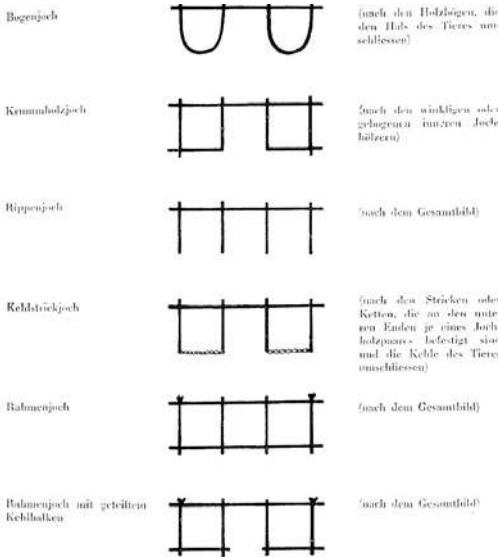 Bogenjoch
(nach den Holzbögen, die
den Hals des Tieres um-
schliessen)
Krummholzjoch
(nach den winkligen oder
gebogenen inneren Joch-
hölzern)
Rippenjoch
(nach dem Gesamtbild)
Kehlstrickjoch
(nach den Stricken oder
Ketten, die an den unte-
ren Enden je eines Joch-
holzpaars befestigt sind
und die Kehle des Tieres
umschliessen)
Rahmenjoch
(nach dem Gesamtbild)
Rahmenjoch mit geteiltem
Kehlbalken
(nach dem Gesamtbild)